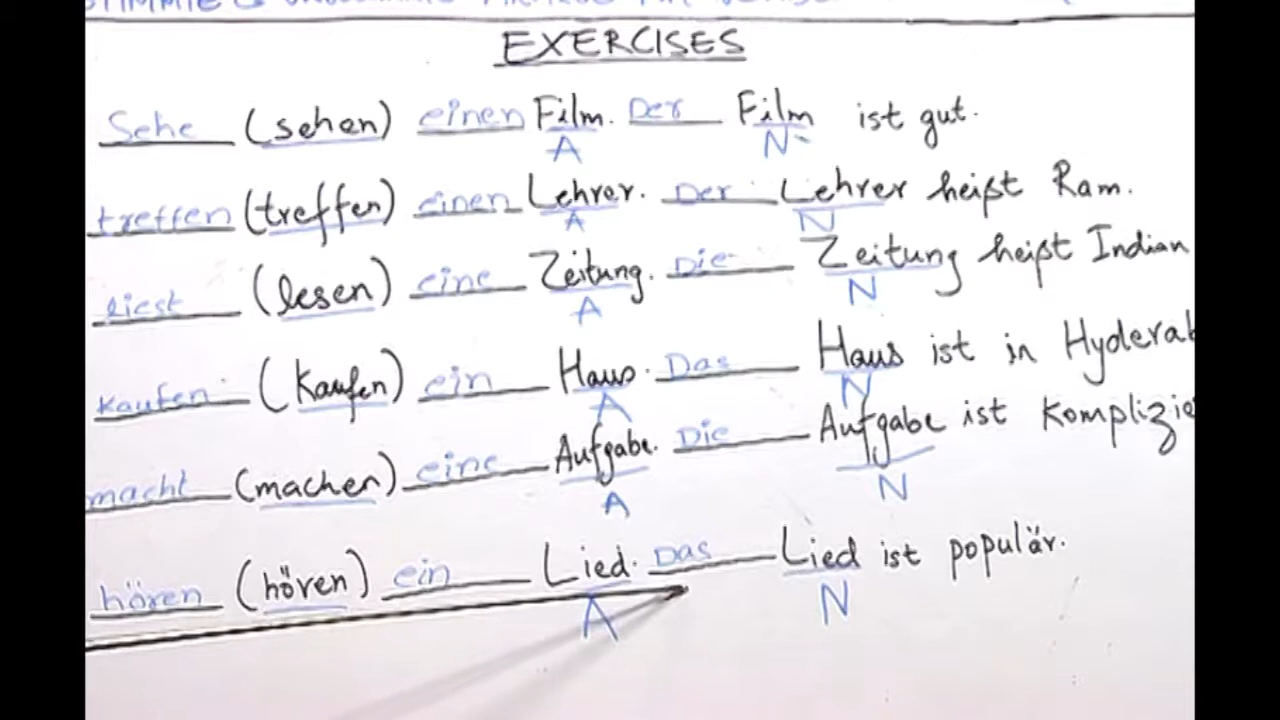 EXERCISES
Sehe (sehen) einen Film. Der Film ist gut.
A N
treffen (treffen) einen Lehrer. Der Lehrer heißt Ram.
A N
liest (lesen) eine Zeitung. Die Zeitung heißt Indian
A N
kaufen (kaufen) ein Haus. Das Haus ist in Hyderab
A N
macht (machen) eine Aufgabe. Die Aufgabe ist Komplizie
A N
hören (hören) ein Lied. Das Lied ist populär.
A N